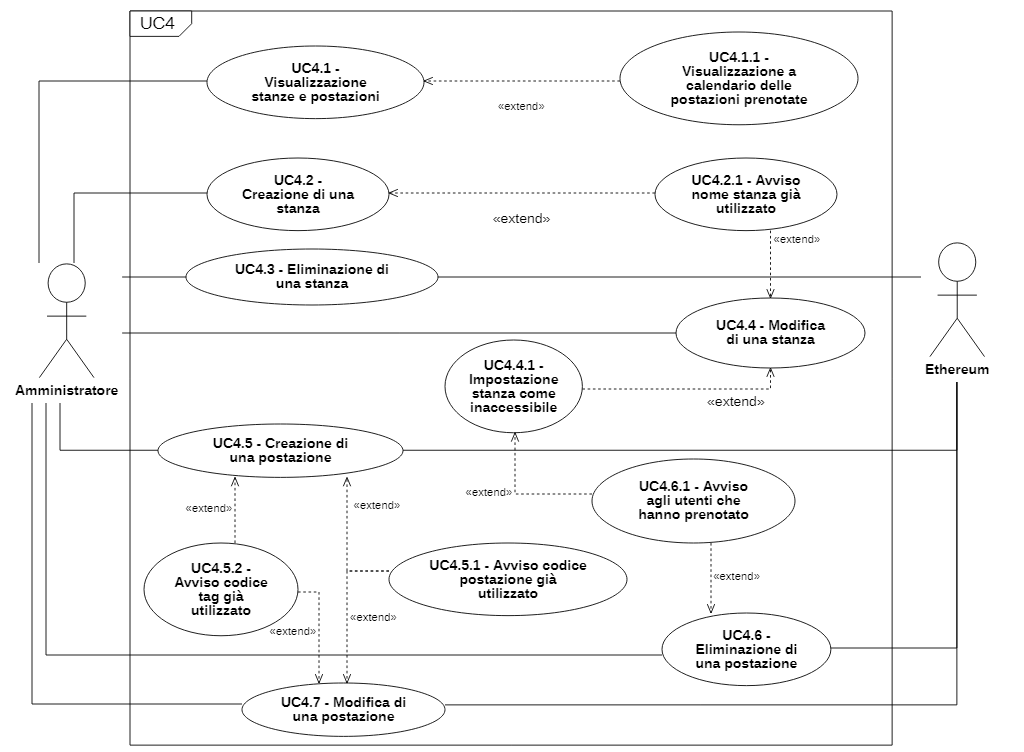 UC4
UC4.1 -
Visualizzazione
stanze e postazioni
«extend»
UC4.1.1 -
Visualizzazione a
calendario delle
postazioni prenotate
UC4.2 -
Creazione di una
stanza
«extend»
UC4.2.1 - Avviso
nome stanza già
utilizzato
«extend»
UC4.3 - Eliminazione di
una stanza
UC4.4 - Modifica
di una stanza
Amministratore
Ethereum
UC4.4.1 -
Impostazione
stanza come
inaccessibile
«extend»
UC4.5 - Creazione di
una postazione
«extend»
«extend»
«extend»
UC4.6.1 - Avviso
agli utenti che
hanno prenotato
UC4.5.2 -
Avviso codice
tag già
utilizzato
UC4.5.1 - Avviso codice
postazione già
utilizzato
«extend»
«extend»
«extend»
UC4.6 -
Eliminazione di
una postazione
UC4.7 - Modifica di
una postazione